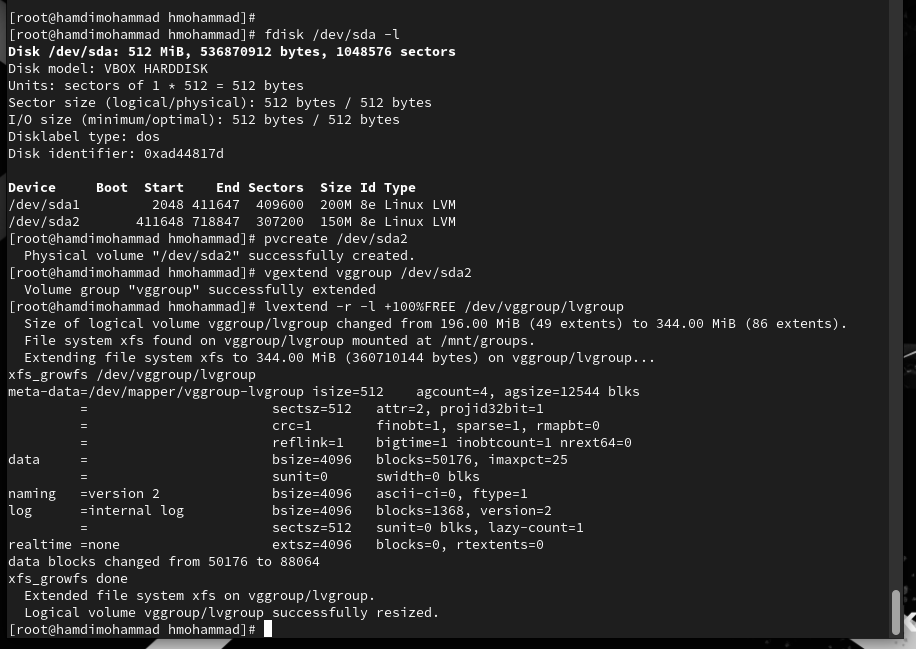 [root@hamdimohammad hmohammad]#
[root@hamdimohammad hmohammad]# fdisk /dev/sda -l
Disk /dev/sda: 512 MiB, 536870912 bytes, 1048576 sectors
Disk model: VBOX HARDDISK
Units: sectors of 1 * 512 = 512 bytes
Sector size (logical/physical): 512 bytes / 512 bytes
I/O size (minimum/optimal): 512 bytes / 512 bytes
Disklabel type: dos
Disk identifier: 0xad44817d
Device     Boot  Start    End Sectors  Size Id Type
/dev/sda1         2048 411647  409600  200M 8e Linux LVM
/dev/sda2       411648 718847  307200  150M 8e Linux LVM
[root@hamdimohammad hmohammad]# pvcreate /dev/sda2
  Physical volume "/dev/sda2" successfully created.
[root@hamdimohammad hmohammad]# vgextend vggroup /dev/sda2
  Volume group "vggroup" successfully extended
[root@hamdimohammad hmohammad]# lvextend -r -l +100%FREE /dev/vggroup/lvgroup
  Size of logical volume vggroup/lvgroup changed from 196.00 MiB (49 extents) to 344.00 MiB (86 extents).
  File system xfs found on vggroup/lvgroup mounted at /mnt/groups.
  Extending file system xfs to 344.00 MiB (360710144 bytes) on vggroup/lvgroup...
xfs_growfs /dev/vggroup/lvgroup
meta-data=/dev/mapper/vggroup-lvgroup isize=512    agcount=4, agsize=12544 blks
         =                       sectsz=512   attr=2, projid32bit=1
         =                       crc=1        finobt=1, sparse=1, rmapbt=0
         =                       reflink=1    bigtime=1 inobtcount=1 nrext64=0
data     =                       bsize=4096   blocks=50176, imaxpct=25
         =                       sunit=0      swidth=0 blks
naming   =version 2              bsize=4096   ascii-ci=0, ftype=1
log      =internal log           bsize=4096   blocks=1368, version=2
         =                       sectsz=512   sunit=0 blks, lazy-count=1
realtime =none                   extsz=4096   blocks=0, rtextents=0
data blocks changed from 50176 to 88064
xfs_growfs done
  Extended file system xfs on vggroup/lvgroup.
  Logical volume vggroup/lvgroup successfully resized.
[root@hamdimohammad hmohammad]#